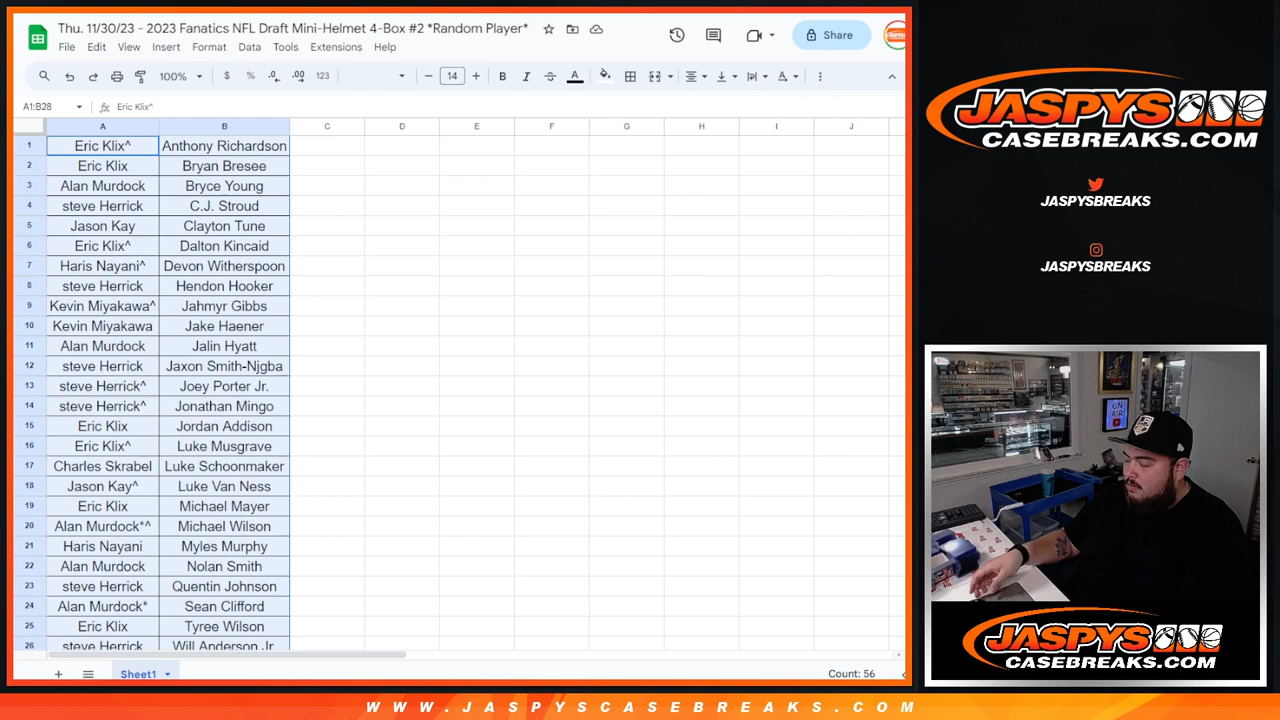 Thu. 11/30/23 - 2023 Fanatics NFL Draft Mini-Helmet 4-Box #2 *Random Player*
File Edit View Insert Format Data Tools Extensions Help
Share
100% $ % .0 .00 123 14 B I S A
A1:B28 fx Eric Klix^
A B C D E F G H I J
1 Eric Klix^ Anthony Richardson
2 Eric Klix Bryan Bresee
3 Alan Murdock Bryce Young
4 steve Herrick C.J. Stroud
5 Jason Kay Clayton Tune
6 Eric Klix^ Dalton Kincaid
7 Haris Nayani^ Devon Witherspoon
8 steve Herrick Hendon Hooker
9 Kevin Miyakawa^ Jahmyr Gibbs
10 Kevin Miyakawa Jake Haener
11 Alan Murdock Jalin Hyatt
12 steve Herrick Jaxon Smith-Njgba
13 steve Herrick^ Joey Porter Jr.
14 steve Herrick^ Jonathan Mingo
15 Eric Klix Jordan Addison
16 Eric Klix^ Luke Musgrave
17 Charles Skrabel Luke Schoonmaker
18 Jason Kay^ Luke Van Ness
19 Eric Klix Michael Mayer
20 Alan Murdock*^ Michael Wilson
21 Haris Nayani Myles Murphy
22 Alan Murdock Nolan Smith
23 steve Herrick Quentin Johnson
24 Alan Murdock* Sean Clifford
25 Eric Klix Tyree Wilson
26 steve Herrick Will Anderson Jr
Sheet1
Count: 56
JASPYS
CASEBREAKS.COM
JASPYSBREAKS
JASPYSBREAKS
ON
AIR
JASPYS
CASEBREAKS.COM
WWW.JASPYSCASEBREAKS.COM